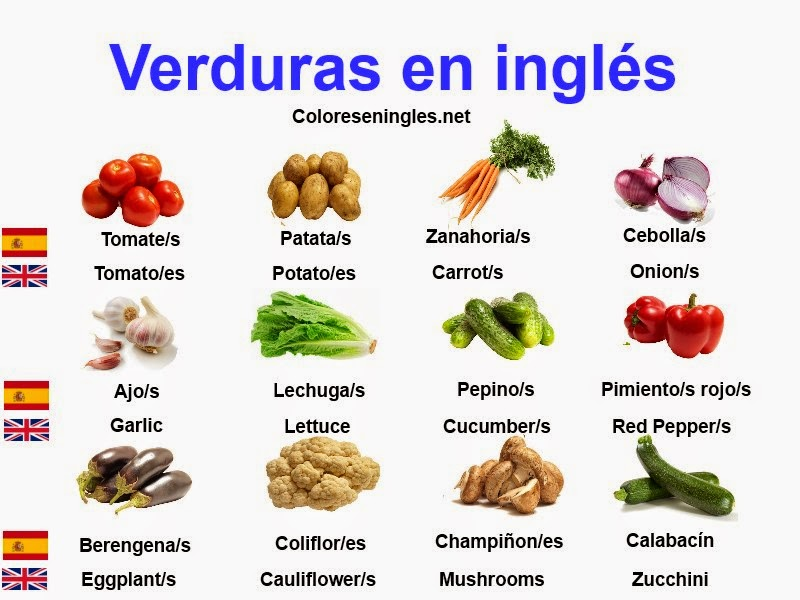 Verduras en inglés
Coloreseningles.net
Tomate/s Patata/s Zanahoria/s Cebolla/s
Tomato/es Potato/es Carrot/s Onion/s
Ajo/s Lechuga/s Pepino/s Pimiento/s rojo/s
Garlic Lettuce Cucumber/s Red Pepper/s
Berengena/s Coliflor/es Champiñon/es Calabacín
Eggplant/s Cauliflower/s Mushrooms Zucchini